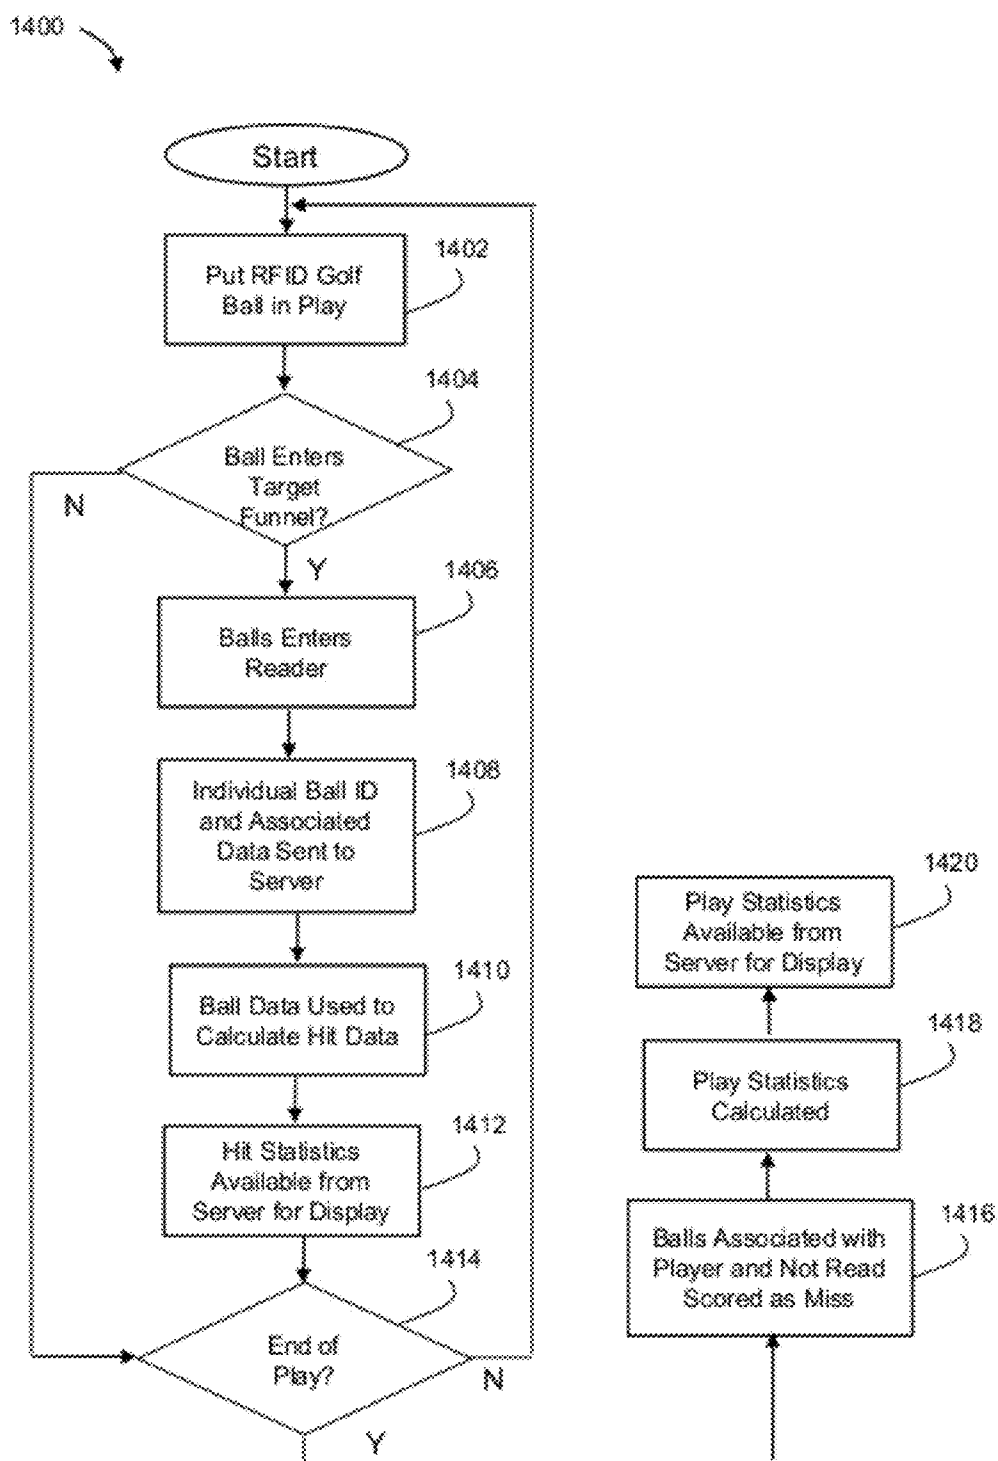 1400
Start
1402
Put RFID Golf
Ball in Play
1404
Ball Enters
Target
Funnel?
N
Y
1406
Balls Enters
Reader
1408
Individual Ball ID
and Associated
Data Sent to
Server
1410
Ball Data Used to
Calculate Hit Data
1412
Hit Statistics
Available from
Server for Display
1414
End of
Play?
N
Y
1420
Play Statistics
Available from
Server for Display
1418
Play Statistics
Calculated
1416
Balls Associated with
Player and Not Read
Scored as Miss